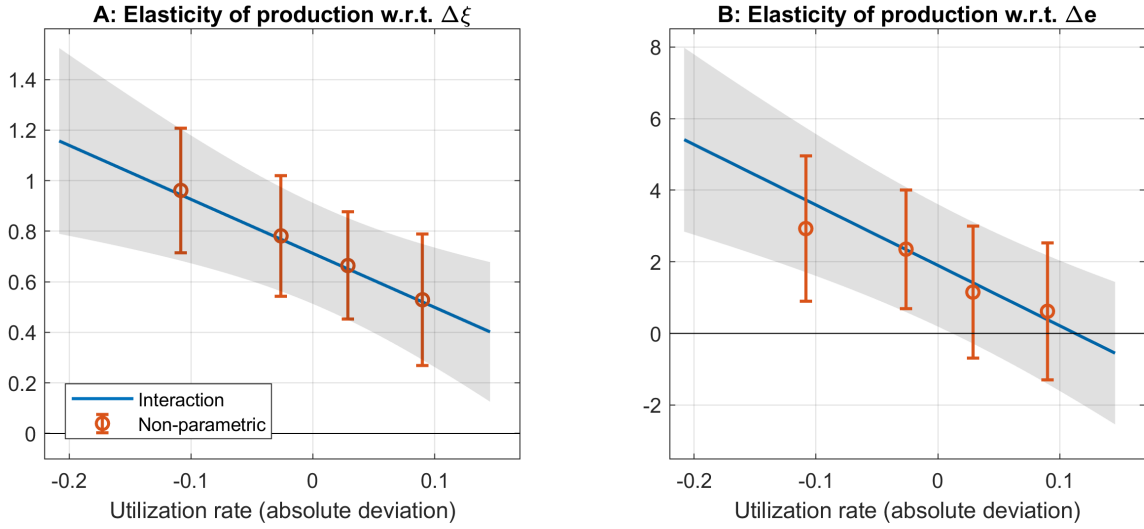 A: Elasticity of production w.r.t. Δξ
1.4
1.2
1
0.8
0.6
0.4
0.2
0
Interaction
Non-parametric
-0.2 -0.1 0 0.1
Utilization rate (absolute deviation)
B: Elasticity of production w.r.t. Δe
8
6
4
2
0
-2
-0.2 -0.1 0 0.1
Utilization rate (absolute deviation)